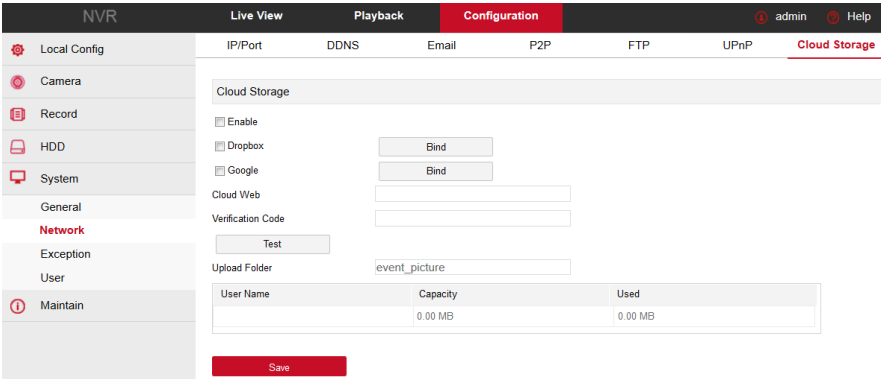 NVR Live View Playback Configuration admin Help
Local Config IP/Port DDNS Email P2P FTP UPnP Cloud Storage
Camera
Cloud Storage
Record
Enable
HDD
Dropbox Bind
Google Bind
System
Cloud Web
General
Verification Code
Network
Test
Exception
Upload Folder event_picture
User
User Name Capacity Used
Maintain
0.00 MB 0.00 MB
Save